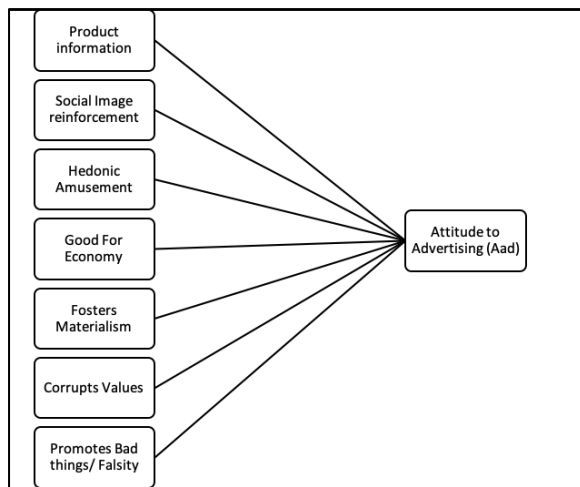 Product
information
Social Image
reinforcement
Hedonic
Amusement
Good For
Economy
Fosters
Materialism
Corrupts Values
Promotes Bad
things/ Falsity
Attitude to
Advertising (Aad)